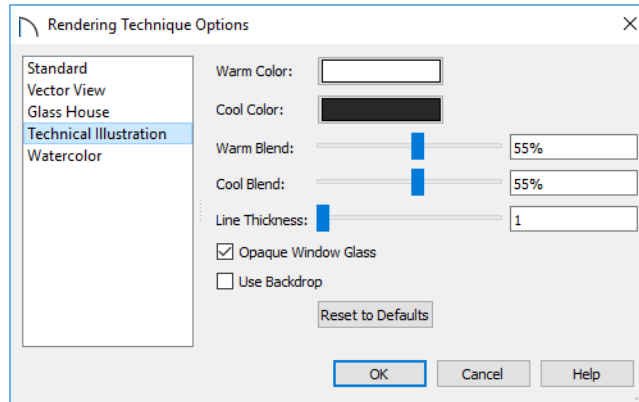 Rendering Technique Options
Standard
Vector View
Glass House
Technical Illustration
Watercolor
Warm Color:
Cool Color:
Warm Blend: 55%
Cool Blend: 55%
Line Thickness: 1
Opaque Window Glass
Use Backdrop
Reset to Defaults
OK Cancel Help